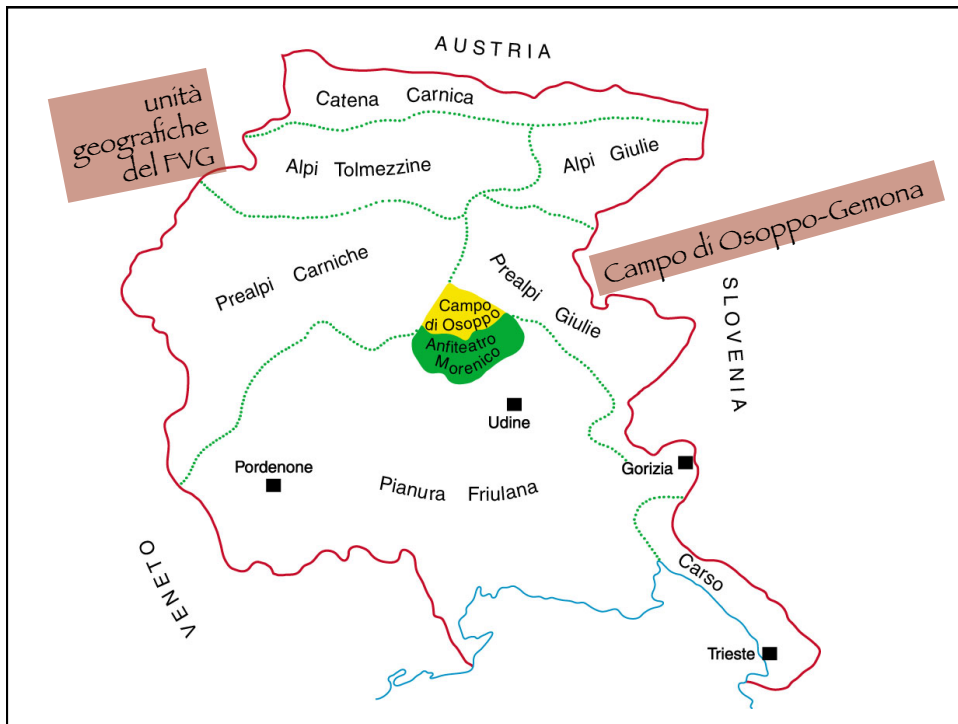 AUSTRIA
unità
geografiche
del FVG
Catena Carnica
Alpi Tolmezzine
Alpi Giulie
Campo di Osoppo-Gemona
Prealpi Carniche
Prealpi
Giulie
SLOVENIA
Campo
di Osoppo
Anfiteatro
Morenico
Udine
Pordenone
Gorizia
Pianura Friulana
VENETO
Carso
Trieste